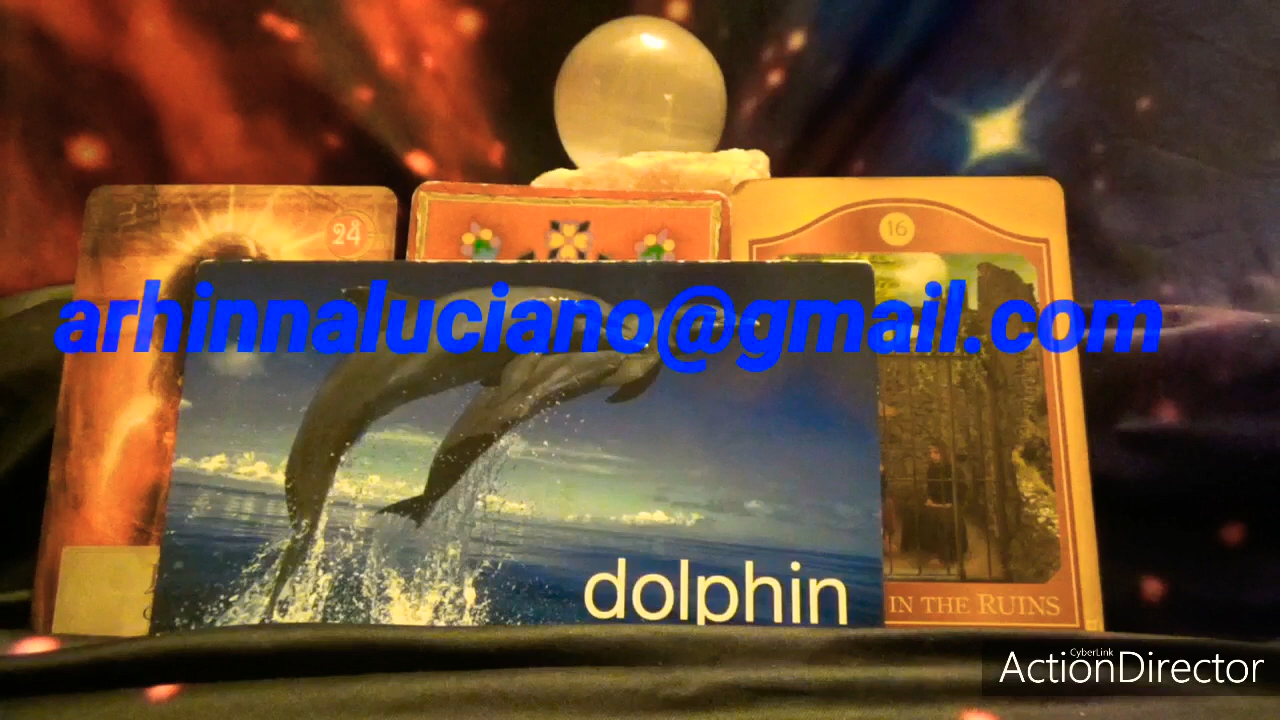 24
16
arhinnaluciano@gmail.com
dolphin
IN THE RUINS
CyberLink
ActionDirector